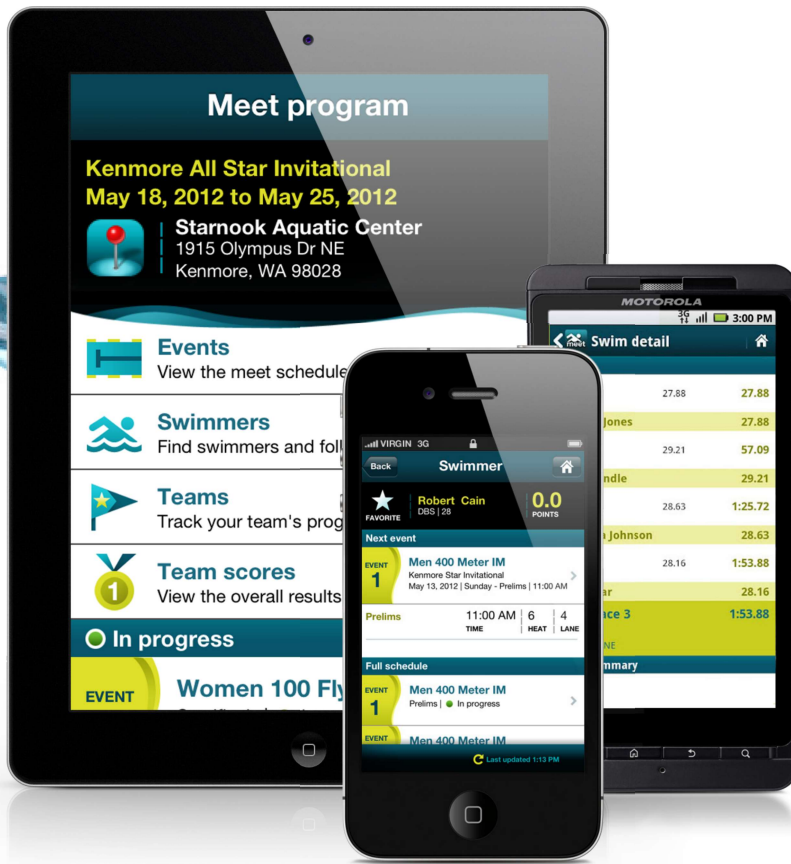 Meet program
Kenmore All Star Invitational
May 18, 2012 to May 25, 2012
Starnook Aquatic Center
1915 Olympus Dr NE
Kenmore, WA 98028
Events
View the meet schedule
Swimmers
Find swimmers and
Teams
Track your team's
Team scores
View the overall results
1
In progress
EVENT
Women 100
VIRGIN 3G
Back
Swimmer
FAVORITE
Robert Cain
DBS | 28
0.0
POINTS
Next event
EVENT
1
Men 400 Meter IM
Kenmore Star Invitational
May 13, 2012 | Sunday - Prelims | 11:00 AM
Prelims
11:00 AM
TIME
6
HEAT
4
LANE
Full schedule
EVENT
1
Men 400 Meter IM
Prelims | In progress
EVENT
Men 400 Meter IM
Last updated 1:13 PM
MOTOROLA
3G
3:00 PM
meet
Swim detail
27.88 27.88
Jones 27.88
29.21 57.09
29.21
28.63 1:25.72
Johnson 28.63
28.16 1:53.88
28.16
3 1:53.88